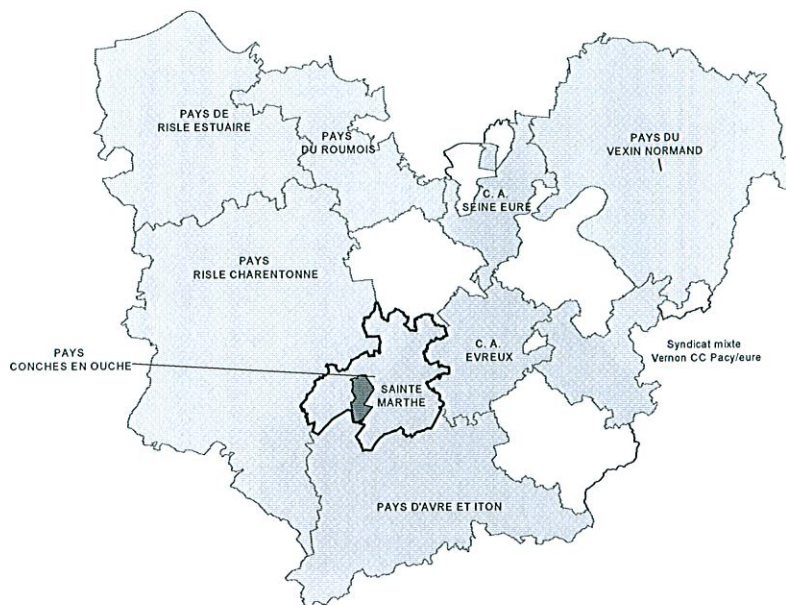 PAYS DE
RISLE ESTUAIRE
PAYS
DU ROUMOIS
PAYS DU
VEXIN NORMAND
C. A.
SEINE EURE
PAYS
RISLE CHARENTONNE
PAYS
CONCHES EN OUCHE
C. A.
EVREUX
Syndicat mixte
Vernon CC Pacy/eure
SAINTE
MARTHE
PAYS D'AVRE ET ITON